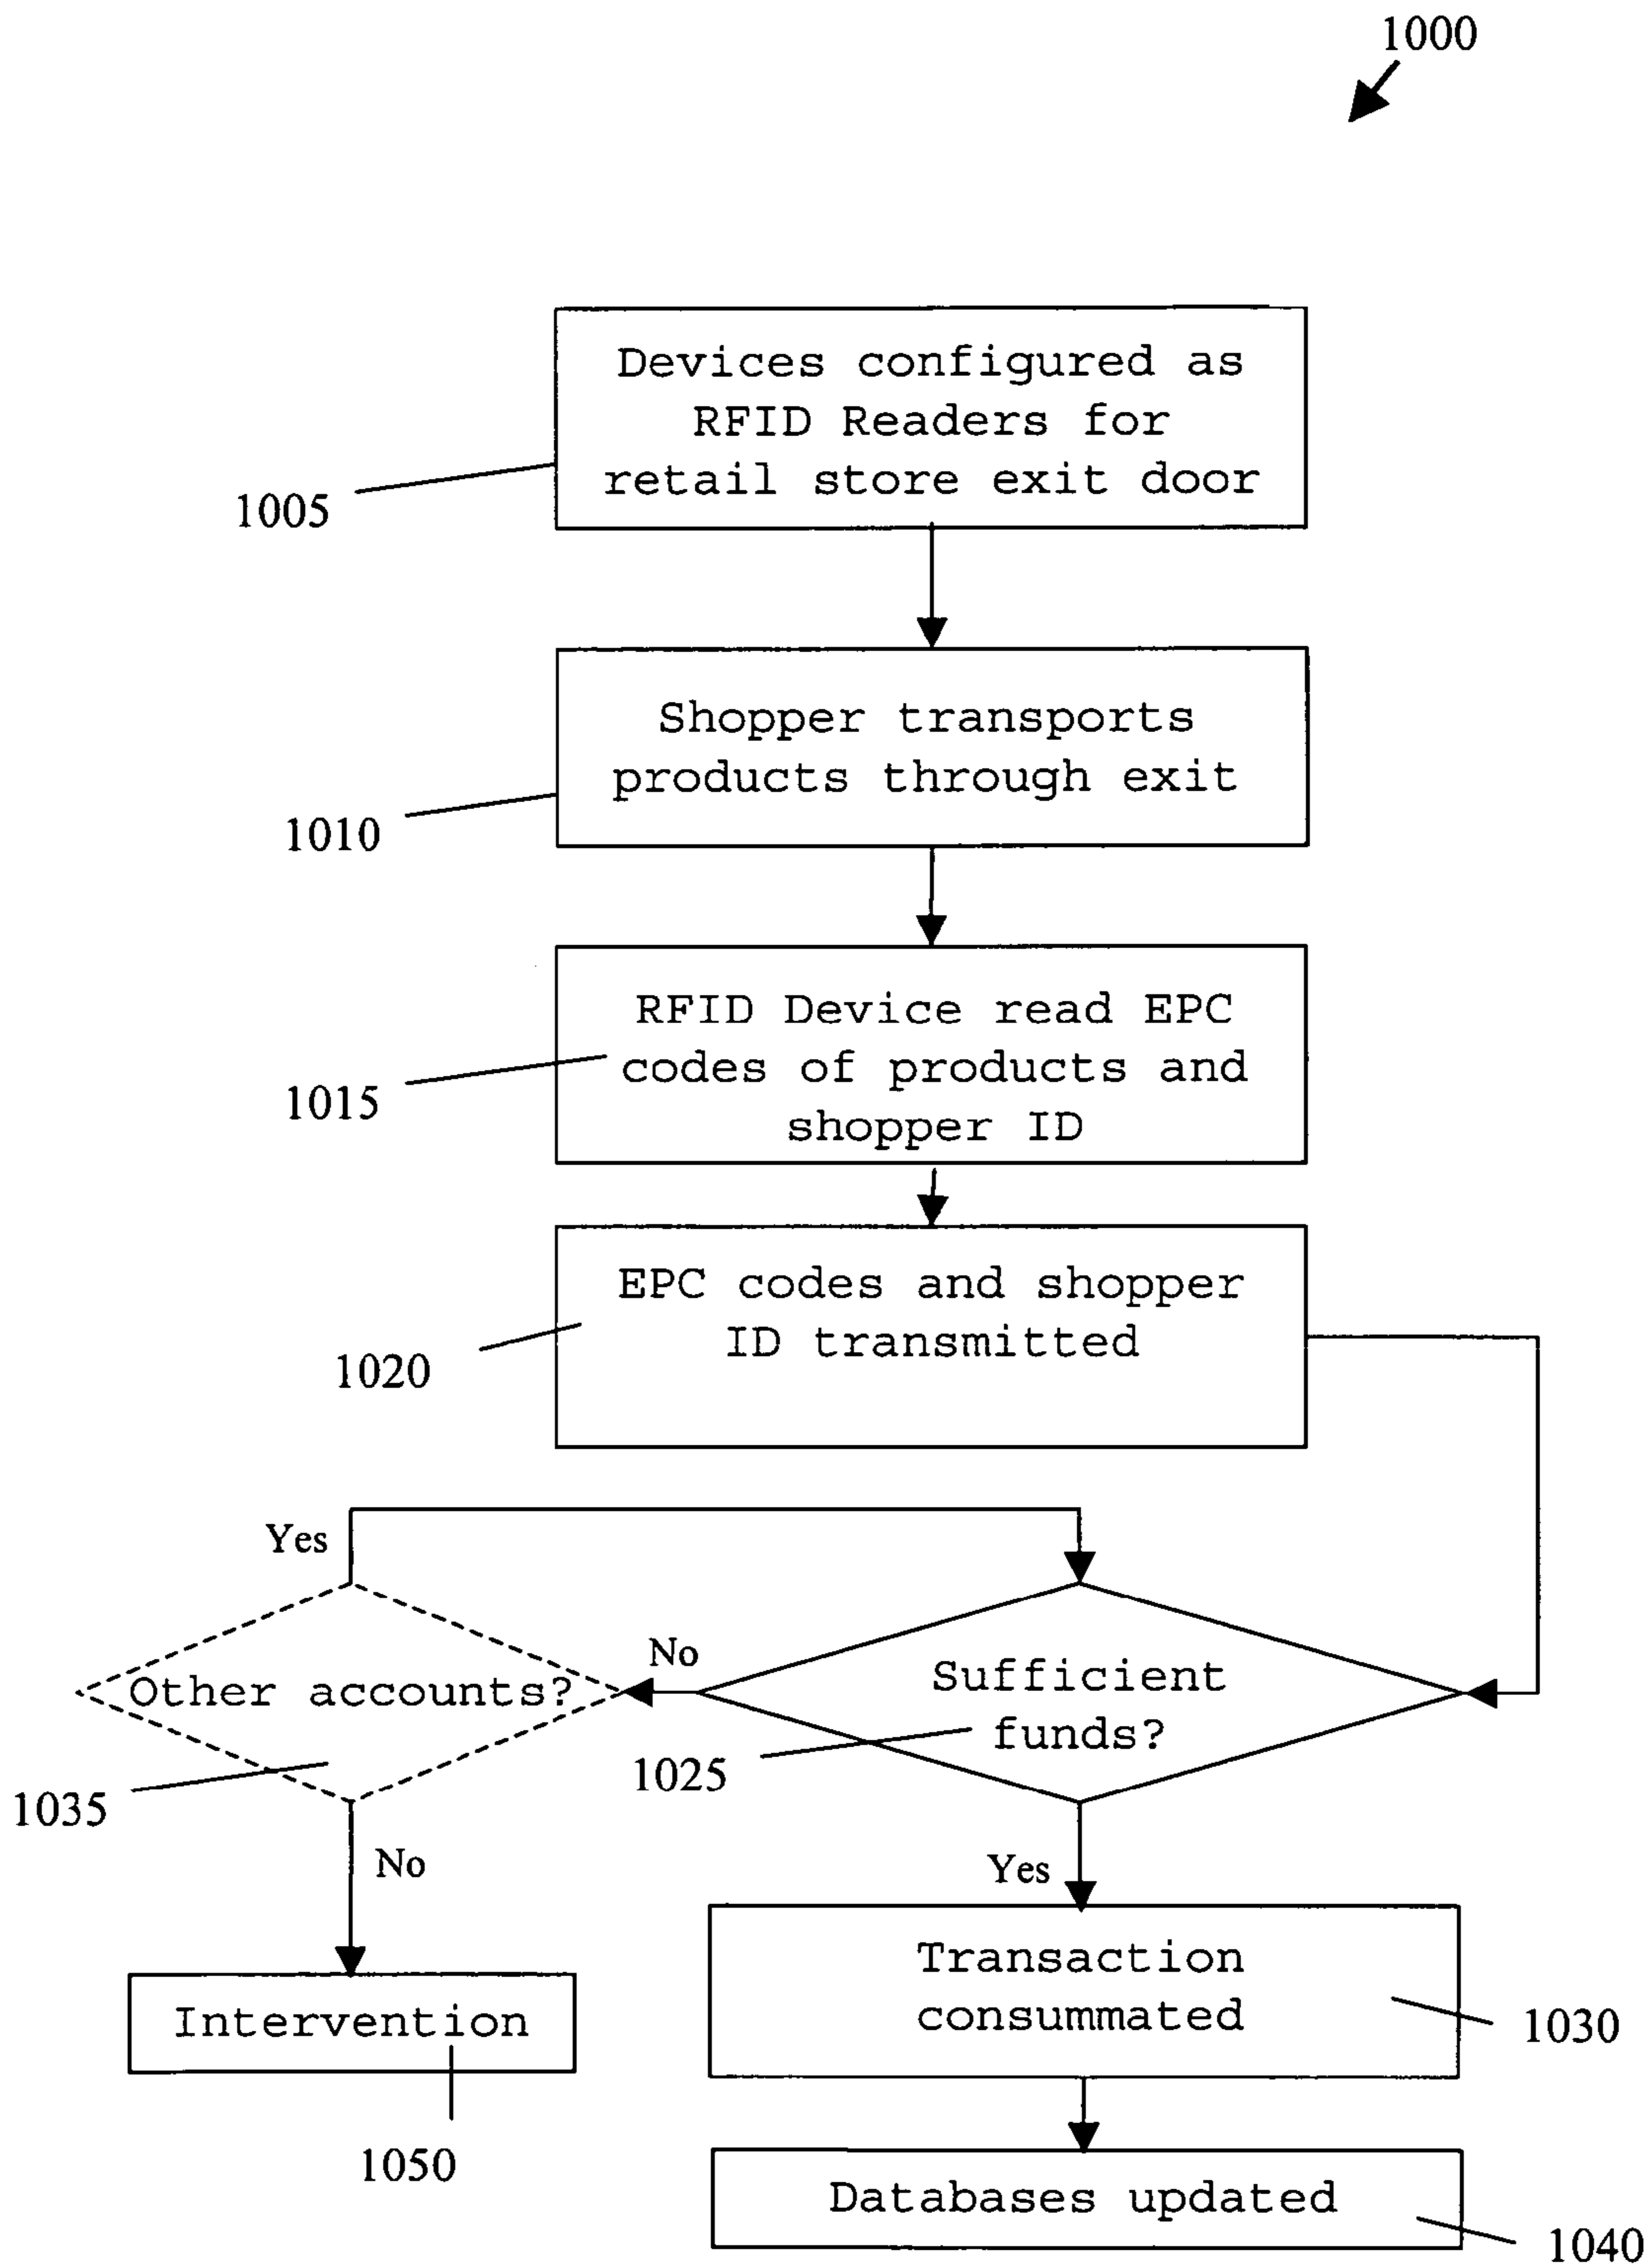 1000
Devices configured as
RFID Readers for
retail store exit door
1005
Shopper transports
products through exit
1010
RFID Device read EPC
codes of products and
shopper ID
1015
EPC codes and shopper
ID transmitted
1020
Yes
No
Other accounts?
Sufficient
funds?
1025
1035
No
Yes
Transaction
consummated
1030
Intervention
1050
Databases updated
1040